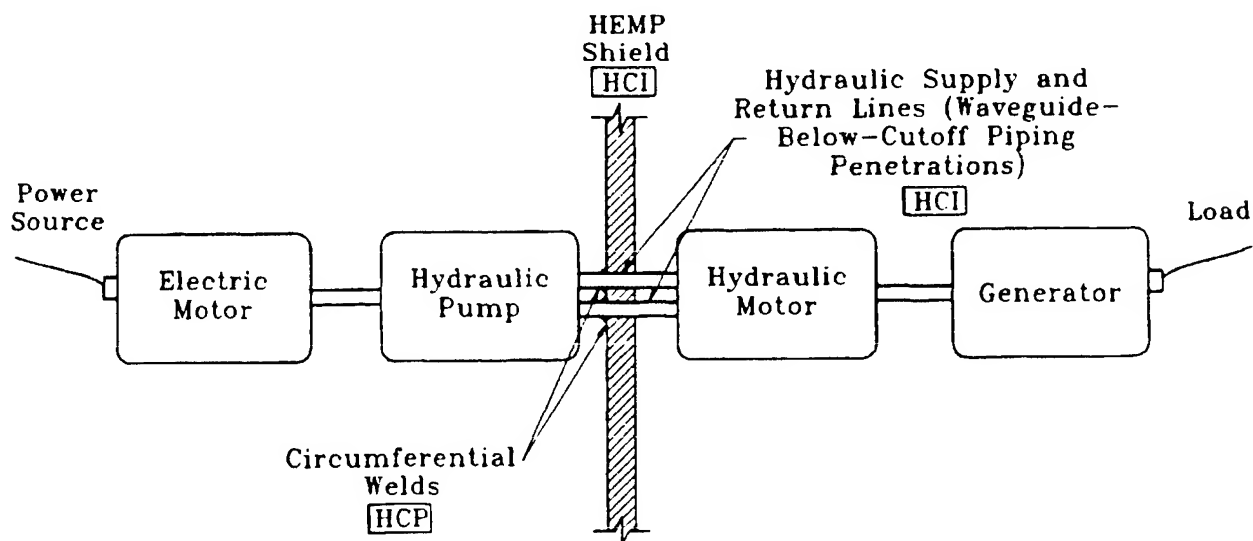 HEMP
Shield
HCI
Hydraulic Supply and
Return Lines (Waveguide-
Below-Cutoff Piping
Penetrations)
HCI
Power
Source
Load
Electric
Motor
Hydraulic
Pump
Hydraulic
Motor
Generator
Circumferential
Welds
HCP